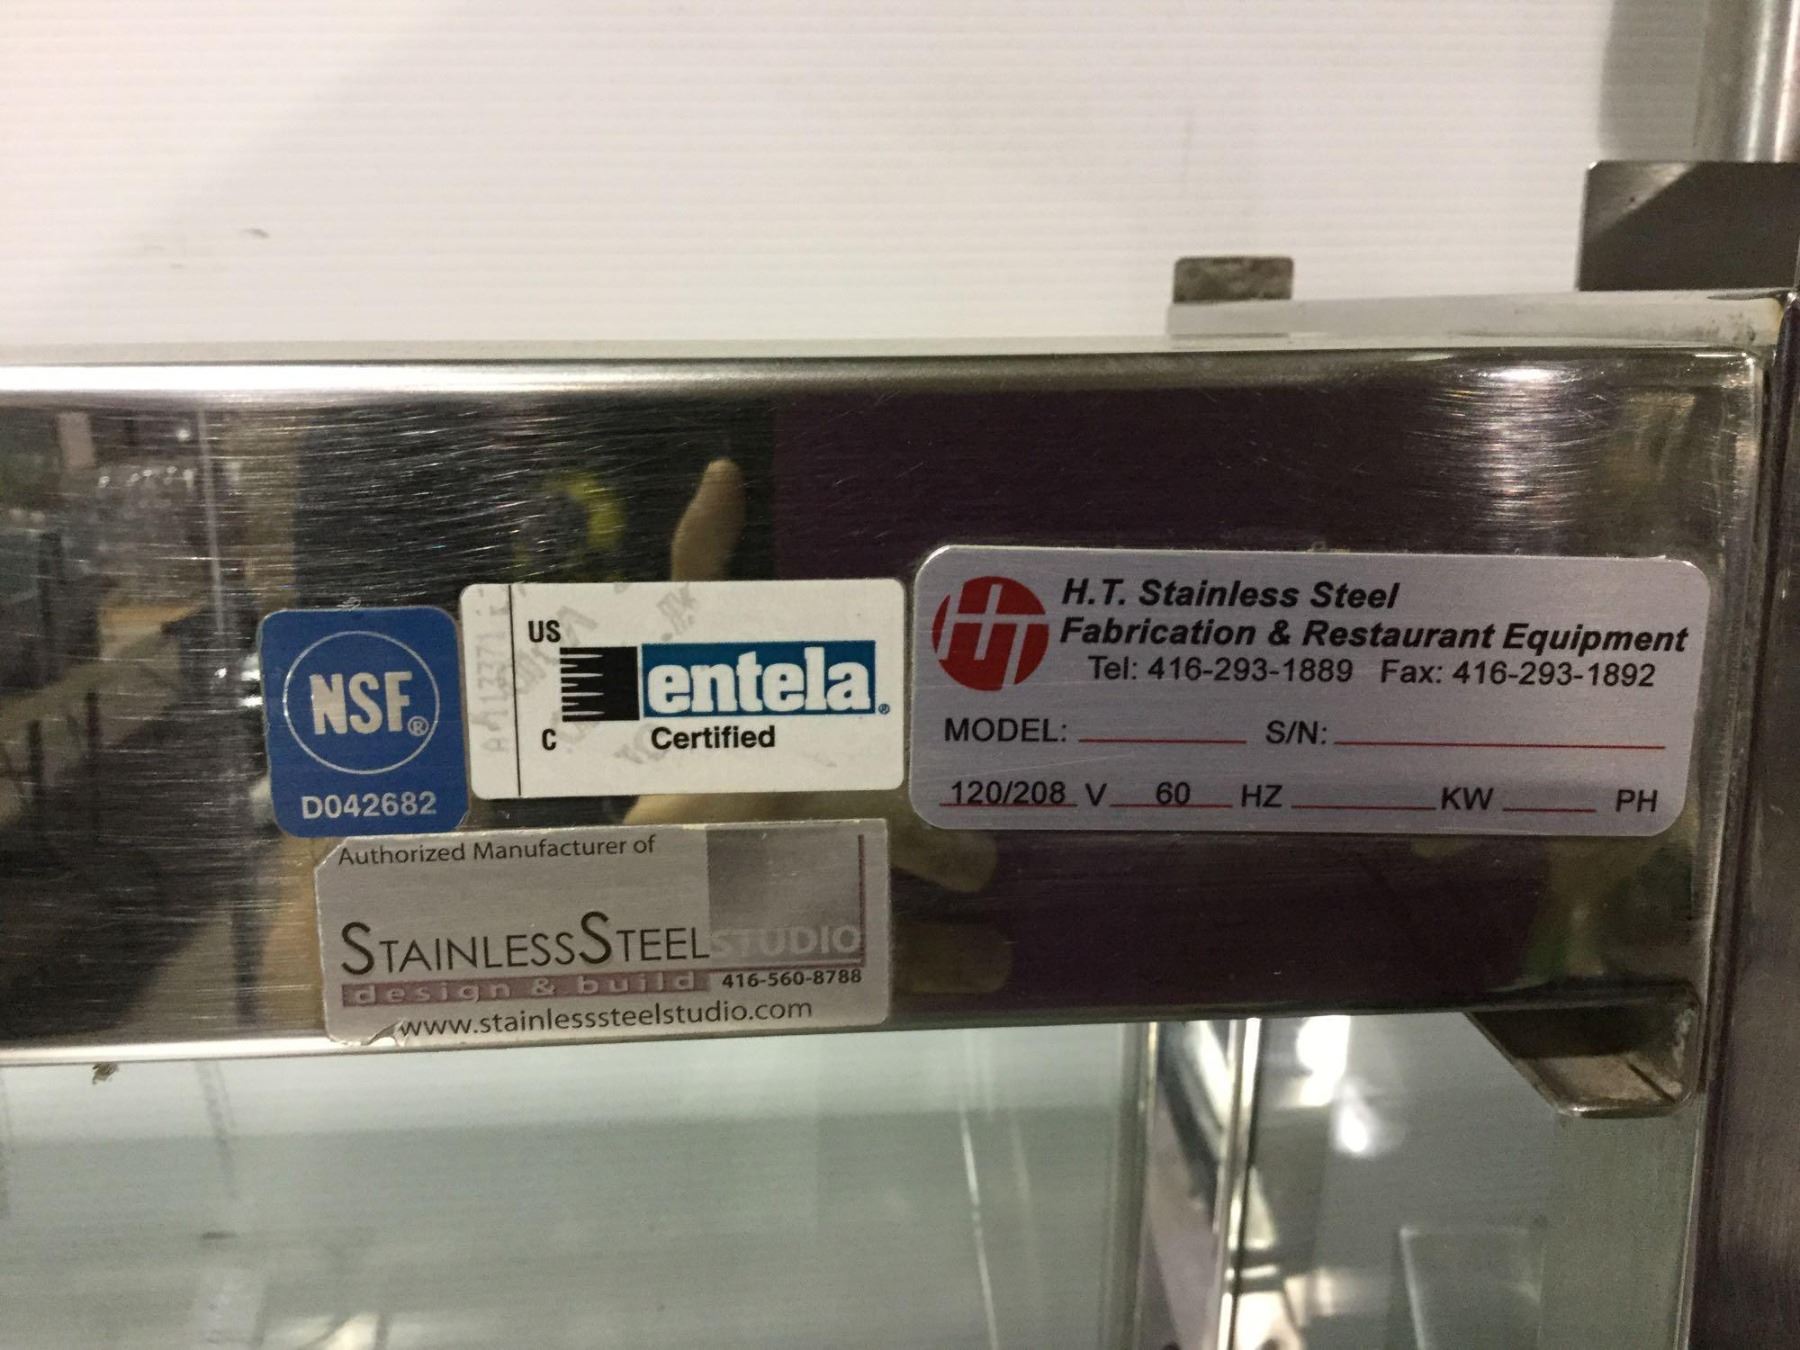 NSF®
D042682
US
entela®
C
Certified
H.T. Stainless Steel
Fabrication & Restaurant Equipment
Tel: 416-293-1889 Fax: 416-293-1892
MODEL: S/N:
120/208 V 60 HZ KW PH
Authorized Manufacturer of
STAINLESSSTEELSTUDIO
design & build 416-560-8788
www.stainlesssteelstudio.com